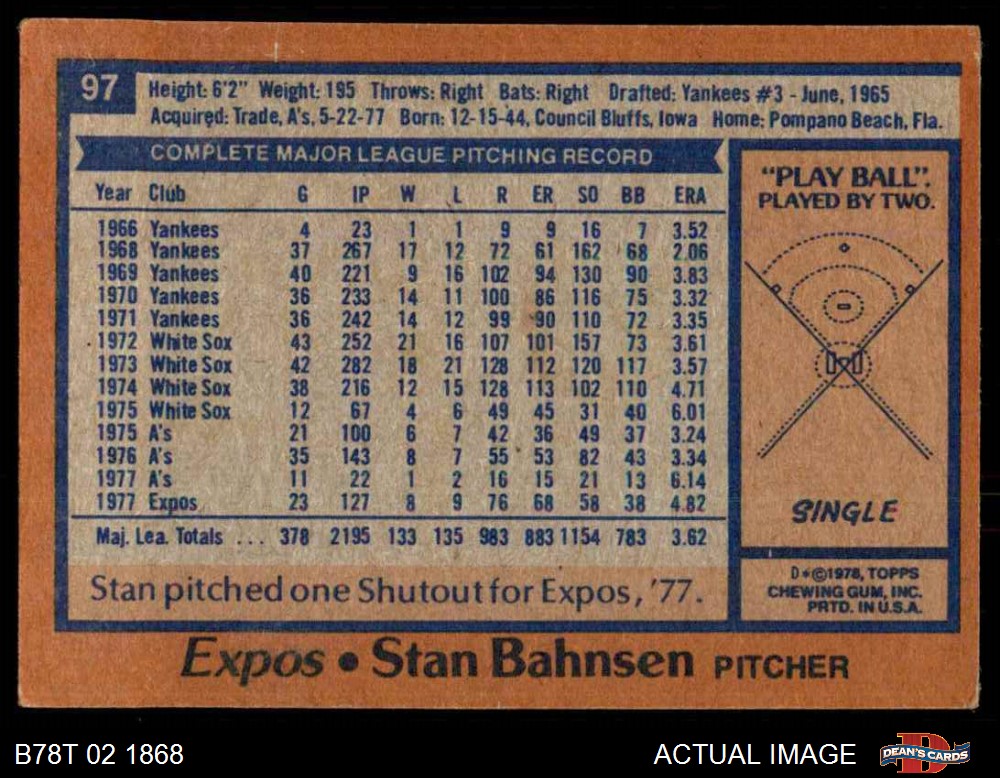 97
Height: 6'2" Weight: 195 Throws: Right Bats: Right Drafted: Yankees #3 - June, 1965
Acquired: Trade, A's, 5-22-77 Born: 12-15-44, Council Bluffs, Iowa Home: Pompano Beach, Fla.
COMPLETE MAJOR LEAGUE PITCHING RECORD
Year Club G IP W L R ER SO BB ERA
1966 Yankees 4 23 1 1 9 9 16 7 3.52
1968 Yankees 37 267 17 12 72 61 162 68 2.06
1969 Yankees 40 221 9 16 102 94 130 90 3.83
1970 Yankees 36 233 14 11 100 86 116 75 3.32
1971 Yankees 36 242 14 12 99 90 110 72 3.35
1972 White Sox 43 252 21 16 107 101 157 73 3.61
1973 White Sox 42 282 18 21 128 112 120 117 3.57
1974 White Sox 38 216 12 15 128 113 102 110 4.71
1975 White Sox 12 67 4 6 49 45 31 40 6.01
1975 A's 21 100 6 7 42 36 49 37 3.24
1976 A's 35 143 8 7 55 53 82 43 3.34
1977 A's 11 22 1 2 16 15 21 13 6.14
1977 Expos 23 127 8 9 76 68 58 38 4.82
Maj. Lea. Totals ... 378 2195 133 135 983 883 1154 783 3.62
Stan pitched one Shutout for Expos, '77.
"PLAY BALL".
PLAYED BY TWO.
SINGLE
D*©1978, TOPPS
CHEWING GUM, INC.
PRTD. IN U.S.A.
Expos • Stan Bahnsen PITCHER
B78T 02 1868
ACTUAL IMAGE
D
DEAN'S CARDS